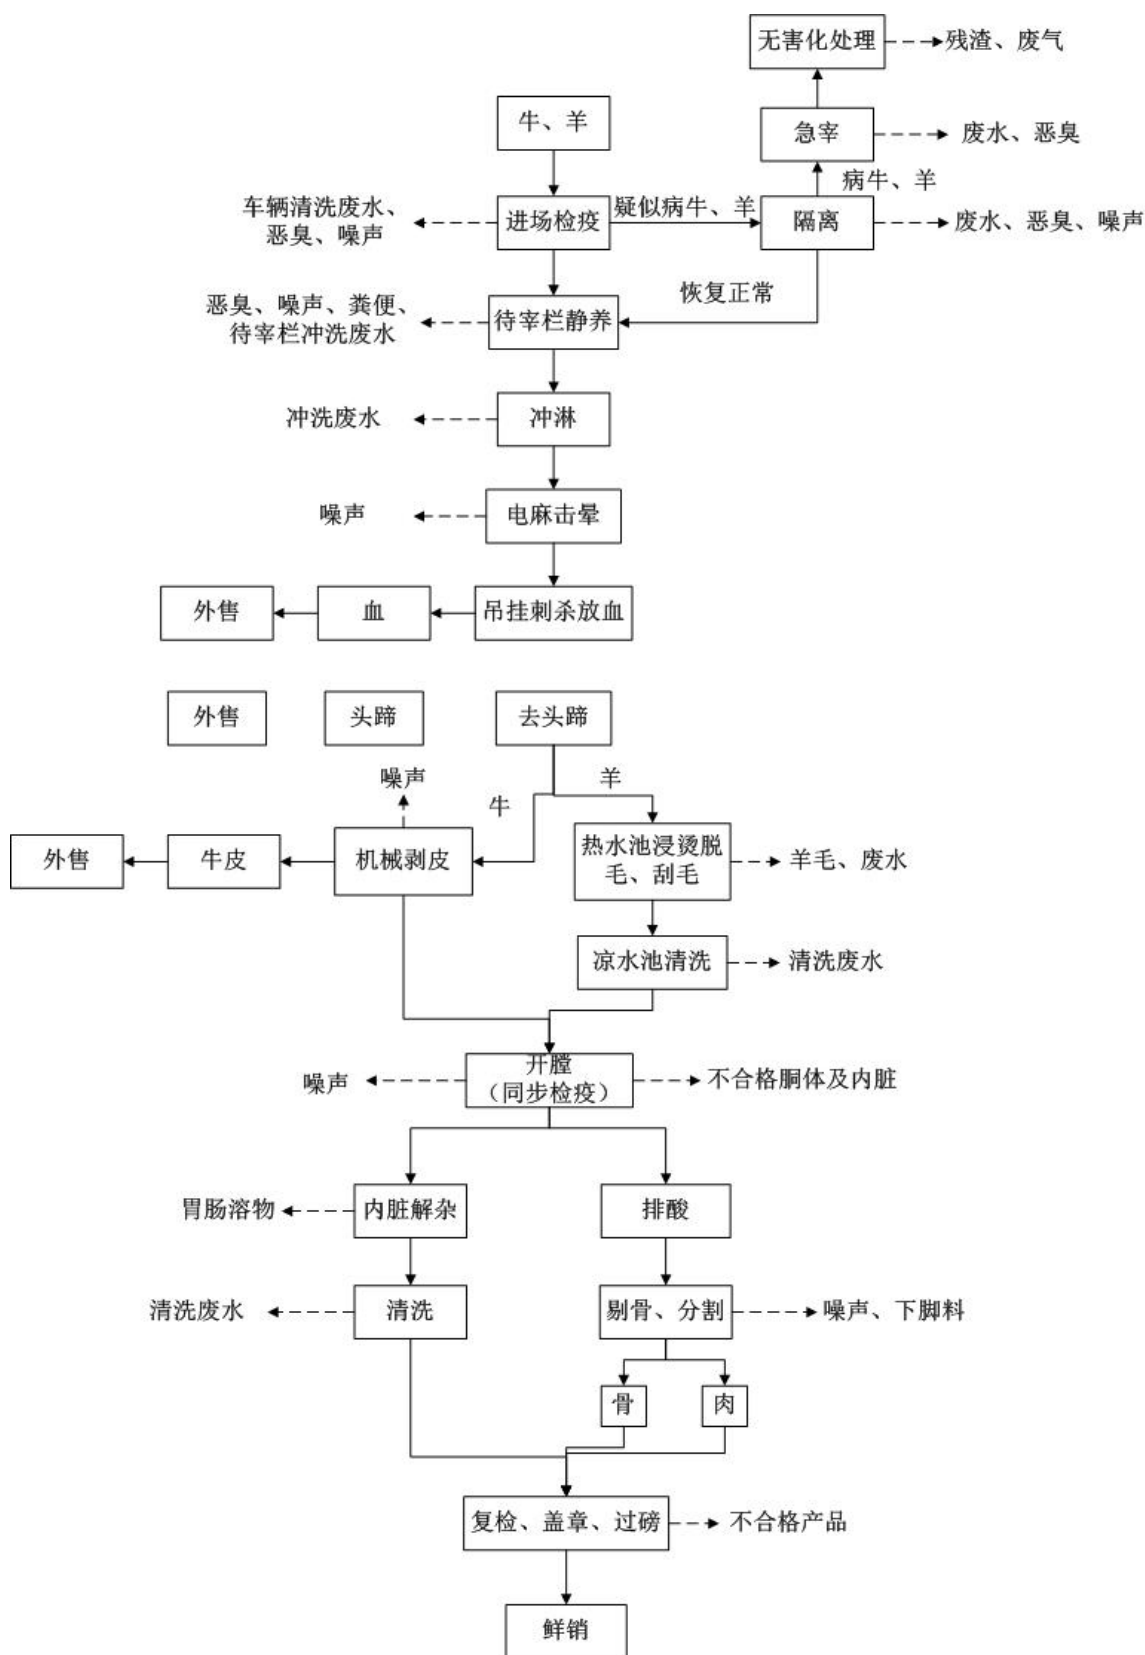 无害化处理
残渣、废气
牛、羊
急宰
废水、恶臭
病牛、羊
车辆清洗废水、
恶臭、噪声
进场检疫
疑似病牛、羊
隔离
废水、恶臭、噪声
恢复正常
恶臭、噪声、粪便、
待宰栏冲洗废水
待宰栏静养
冲洗废水
冲淋
噪声
电麻击晕
外售
血
吊挂刺杀放血
外售
头蹄
去头蹄
噪声
羊
牛
外售
牛皮
机械剥皮
热水池浸烫脱
毛、刮毛
羊毛、废水
凉水池清洗
清洗废水
噪声
开膛
（同步检疫）
不合格胴体及内脏
胃肠溶物
内脏解杂
排酸
清洗废水
清洗
剔骨、分割
噪声、下脚料
骨
肉
复检、盖章、过磅
不合格产品
鲜销